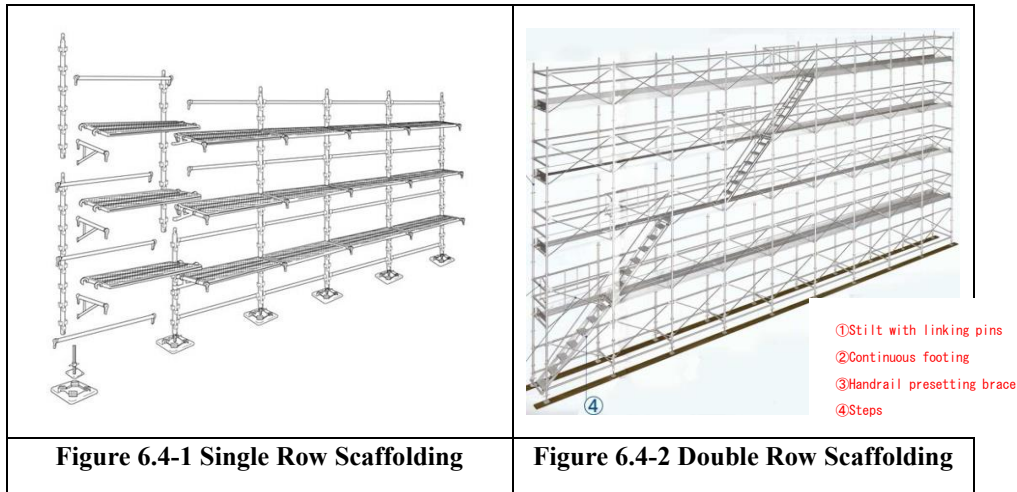 ④
①Stilt with linking pins
②Continuous footing
③Handrail presetting brace
④Steps
Figure 6.4-1 Single Row Scaffolding
Figure 6.4-2 Double Row Scaffolding